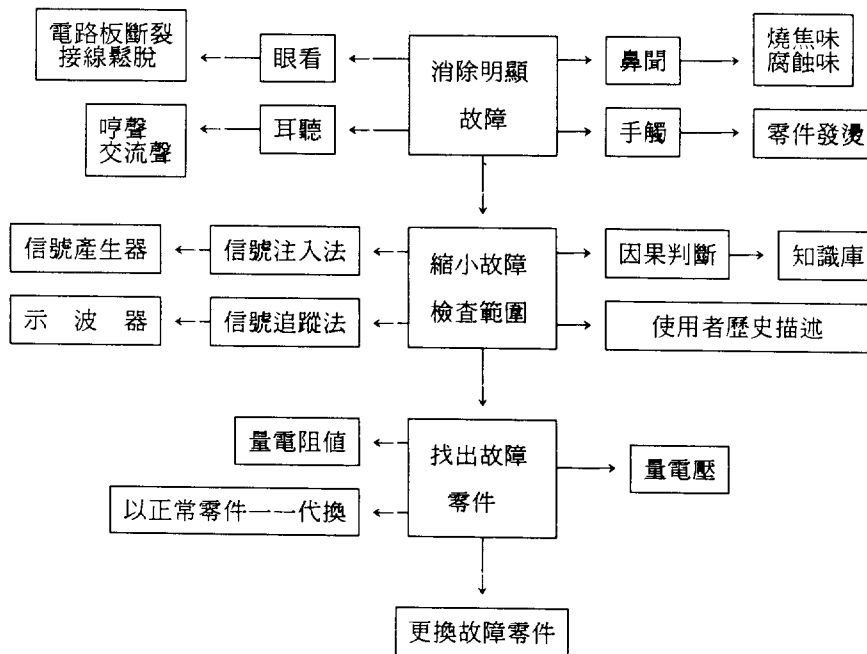 電路板斷裂
接線鬆脫
眼看
消除明顯
故障
鼻聞
燒焦味
腐蝕味
哼聲
交流聲
耳聽
手觸
零件發燙
信號產生器
信號注入法
縮小故障
檢查範圍
因果判斷
知識庫
示波器
信號追蹤法
使用者歷史描述
量電阻值
找出故障
零件
量電壓
以正常零件一一代換
更換故障零件